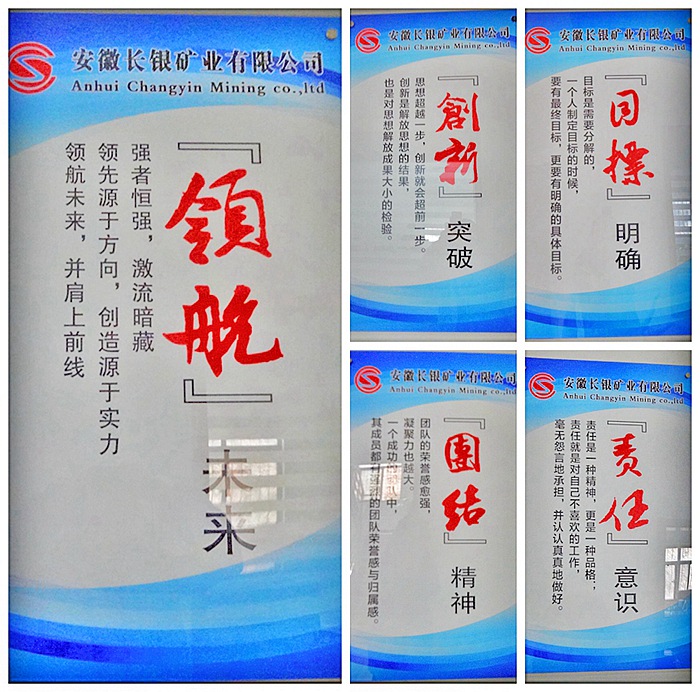 安徽长银矿业有限公司
Anhui Changyin Mining co.,ltd
『領航』未来
强者恒强，激流暗藏
领先源于方向，创造源于实力
领航未来，并肩上前线
安徽长银矿业有限公司
Anhui Changyin Mining co.,ltd
『創新』突破
思想超越一步，创新就会超前一步。
创新是解放思想的结果，
也是对思想解放成果大小的检验。
安徽长银矿业有限公司
Anhui Changyin Mining co.,ltd
『目標』明确
目标是需要分解的，
一个人制定目标的时候，
要有最终目标，更要有明确的具体目标。
安徽长银矿业有限公司
Anhui Changyin Mining co.,ltd
『團结』精神
团队的荣誉感愈强，
凝聚力也越大。
一个成功的团队中，
其成员都有强烈的团队荣誉感与归属感。
安徽长银矿业有限公司
Anhui Changyin Mining co.,ltd
『责任』意识
责任是一种精神，更是一种品格；
责任就是对自己不喜欢的工作，
毫无怨言地承担，并认认真真地做好。